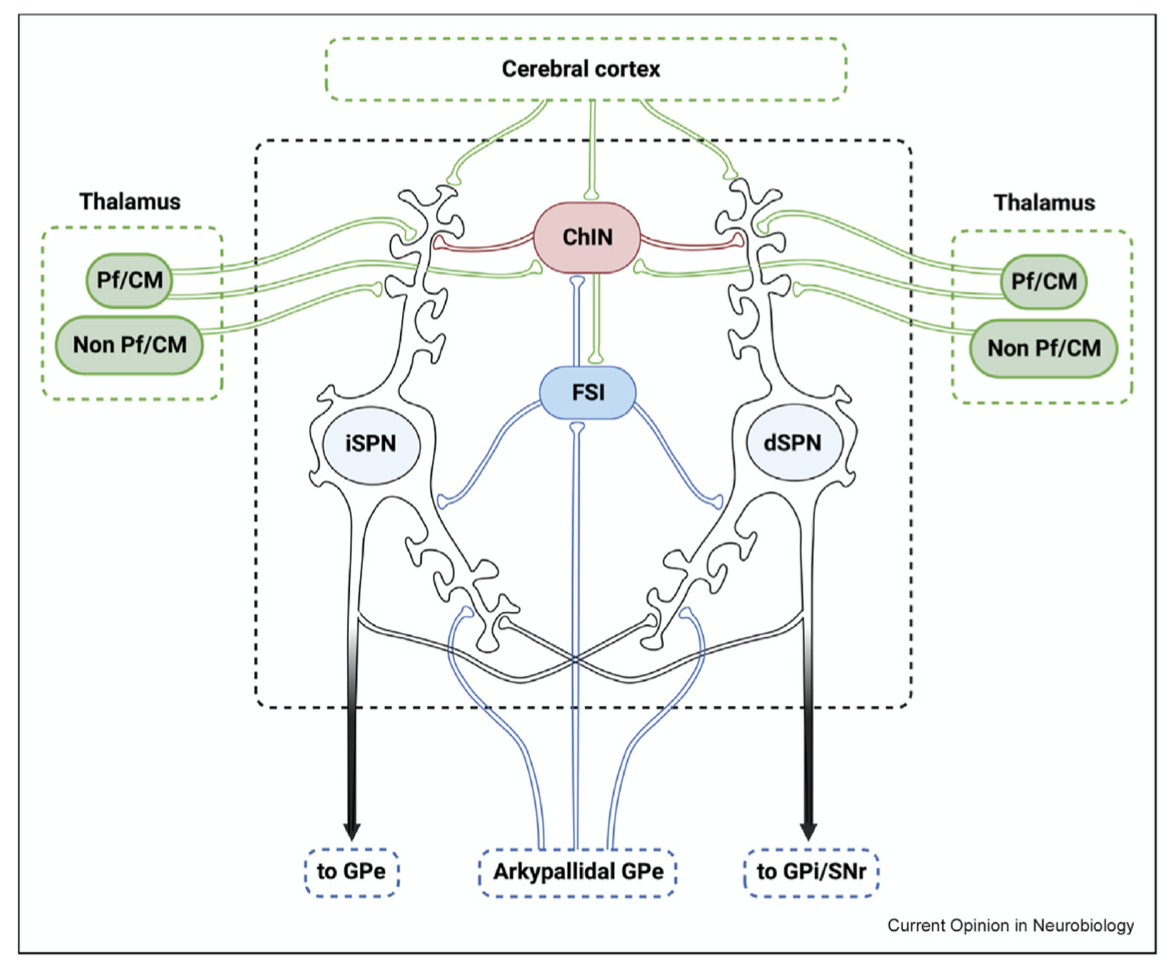 Cerebral cortex
Thalamus
Thalamus
ChIN
Pf/CM
Pf/CM
Non Pf/CM
Non Pf/CM
FSI
iSPN
dSPN
to GPe
Arkypallidal GPe
to GPi/SNr
Current Opinion in Neurobiology